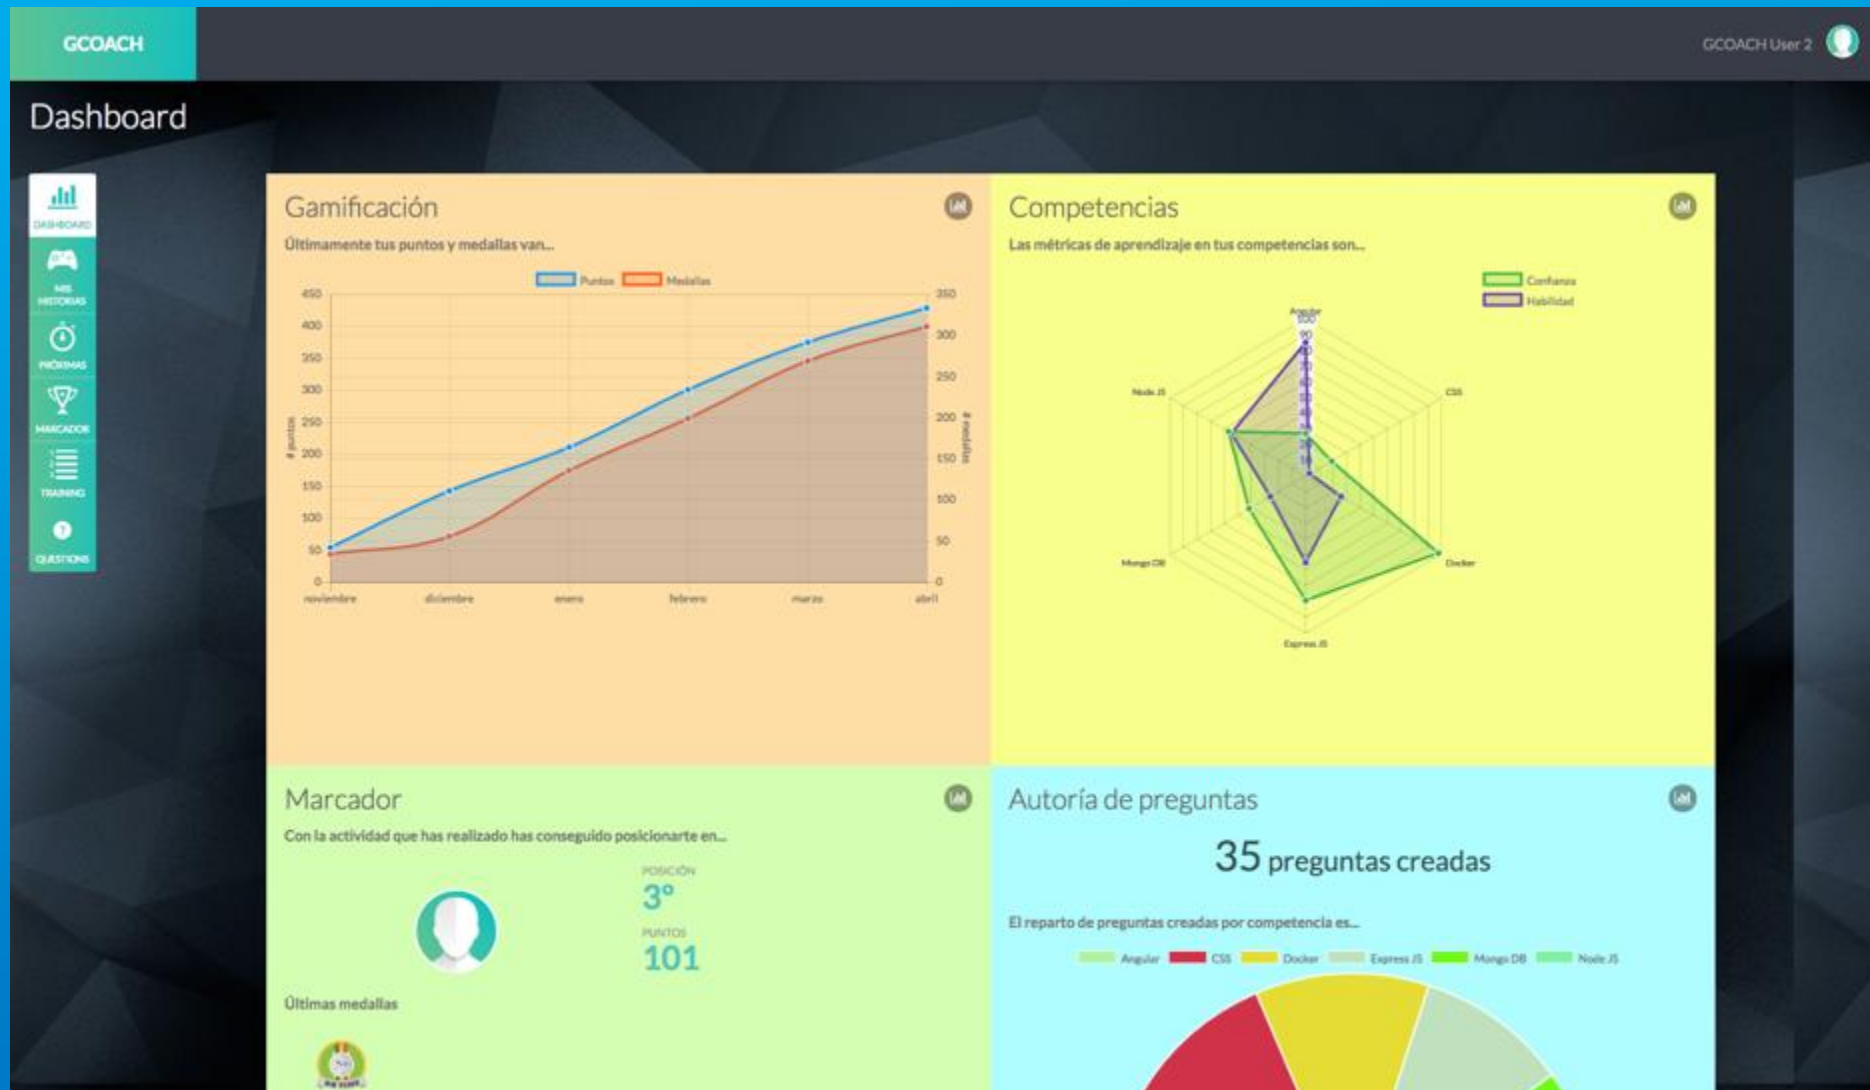 GCOACH
GCOACH User 2
Dashboard
DASHBOARD
MIS
HISTORIAS
PRÓXIMAS
MARCADOR
TRAINING
QUESTIONS
Gamificación
Últimamente tus puntos y medallas van...
Puntos Medallas
450
400
350
300
250
200
150
100
50
0
# puntos
350
300
250
200
150
100
50
0
# medallas
noviembre diciembre enero febrero marzo abril
Competencias
Las métricas de aprendizaje en tus competencias son...
Confianza
Habilidad
Angular
100
90
Node JS
CSS
Mongo DB
Docker
Express JS
Marcador
Con la actividad que has realizado has conseguido posicionarte en...
POSICIÓN
3º
PUNTOS
101
Últimas medallas
Autoría de preguntas
35 preguntas creadas
El reparto de preguntas creadas por competencia es...
Angular CSS Docker Express JS Mongo DB Node JS